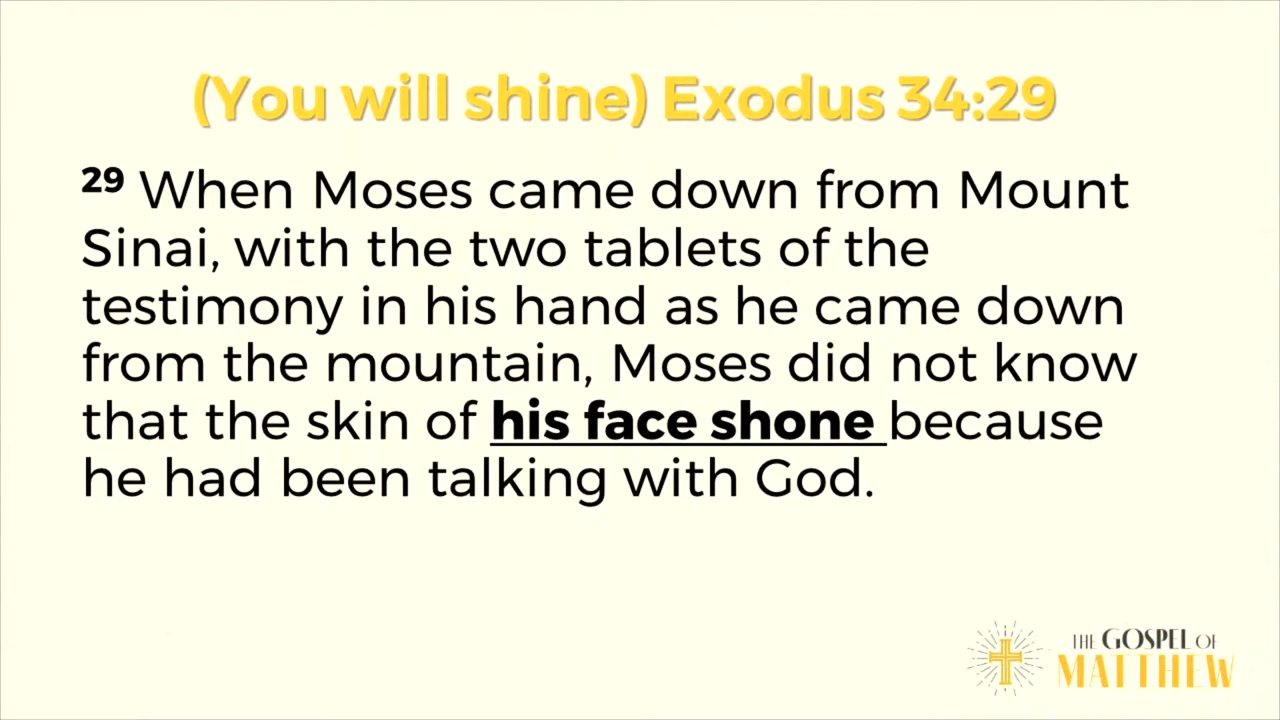 (You will shine) Exodus 34:29
29 When Moses came down from Mount
Sinai, with the two tablets of the
testimony in his hand as he came down
from the mountain, Moses did not know
that the skin of his face shone because
he had been talking with God.
THE GOSPEL OF
MATTHEW